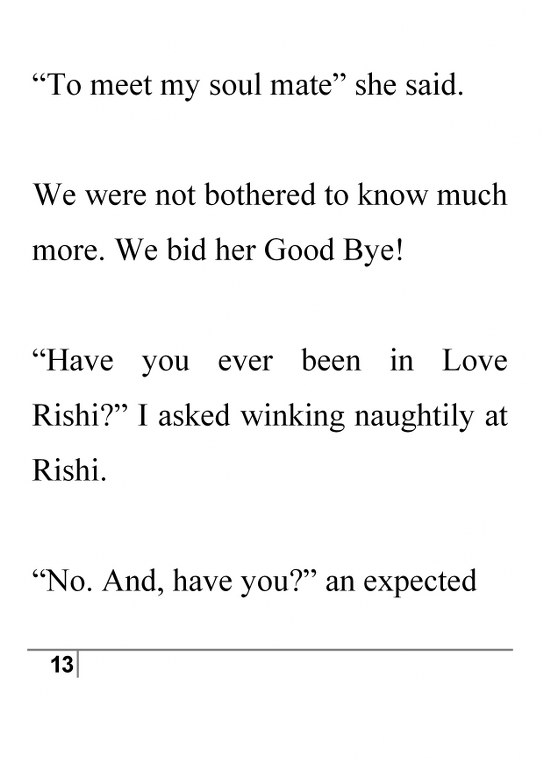 “To meet my soul mate” she said.
We were not bothered to know much
more. We bid her Good Bye!
“Have you ever been in Love
Rishi?” I asked winking naughtily at
Rishi.
“No. And, have you?” an expected
13